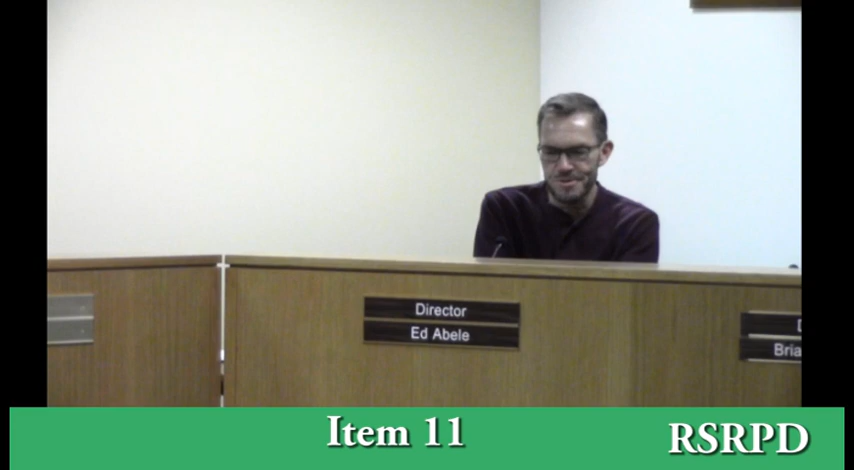 Director
Ed Abele
Item 11
RSRPD